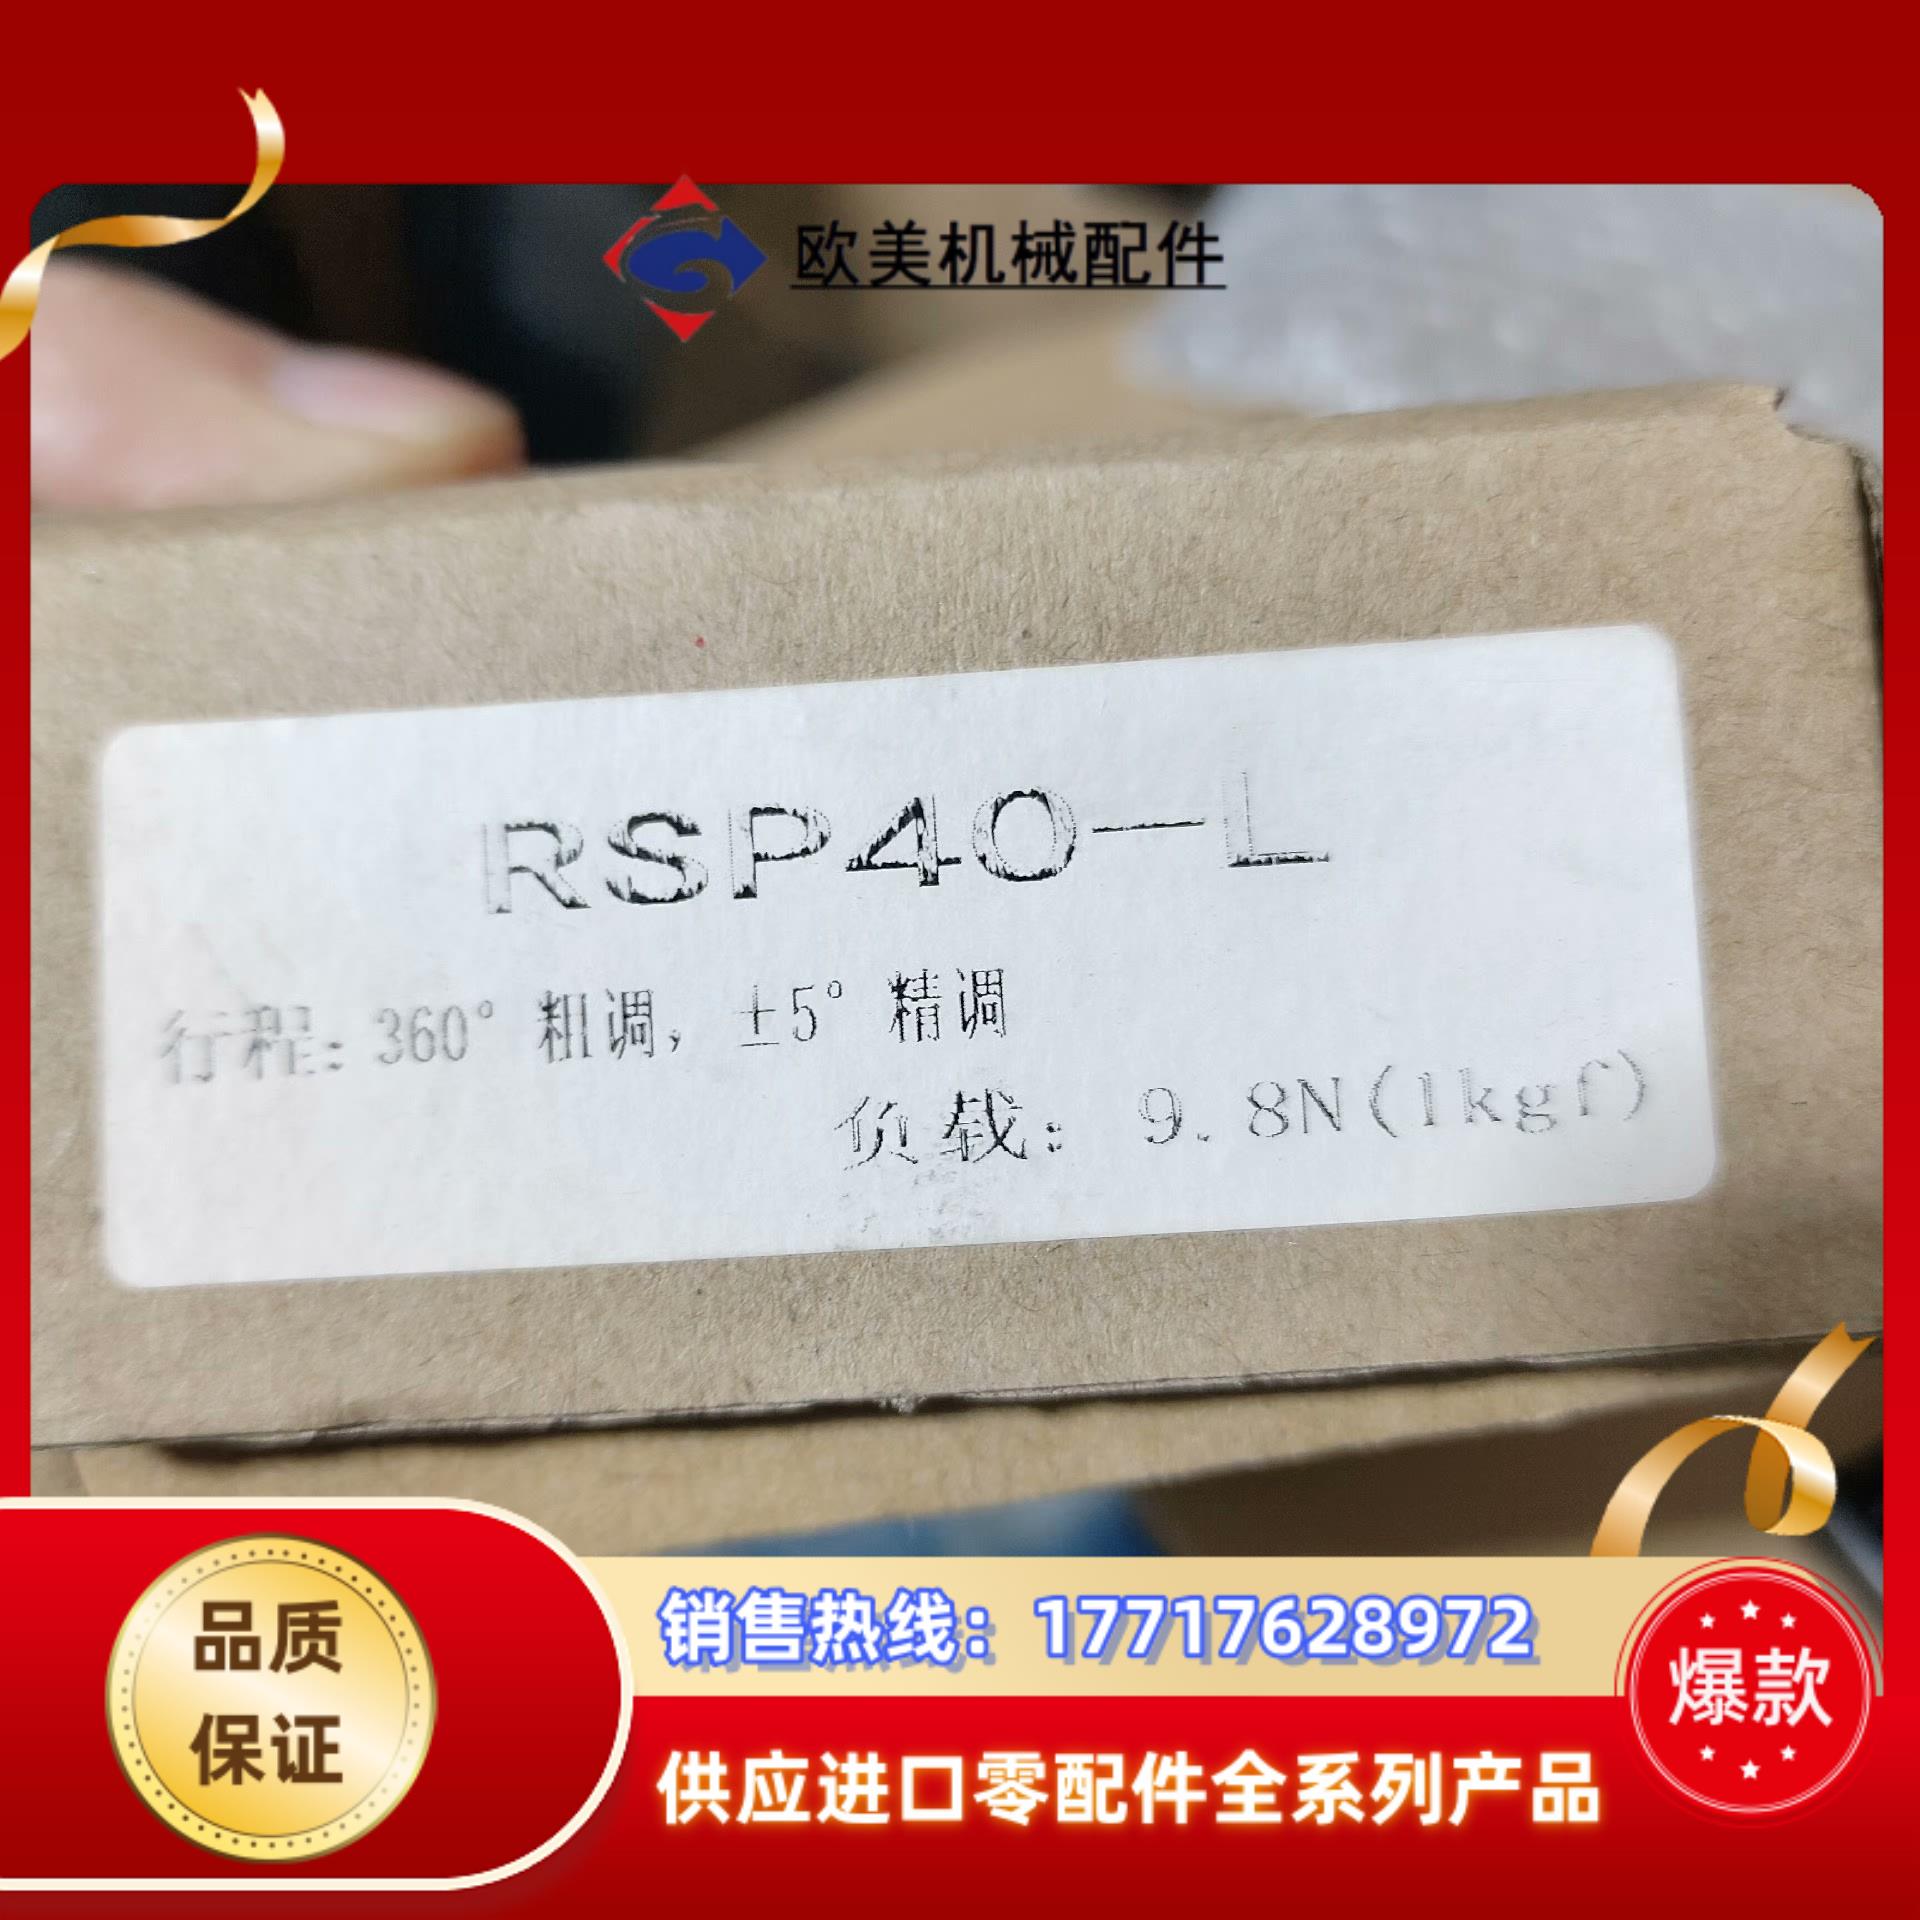 欧美机械配件
RSP40-L
行程: 360° 粗调, ±5° 精调
负载: 9.8N(1kgf)
品质
保证
销售热线：17717628972
爆款
供应进口零配件全系列产品